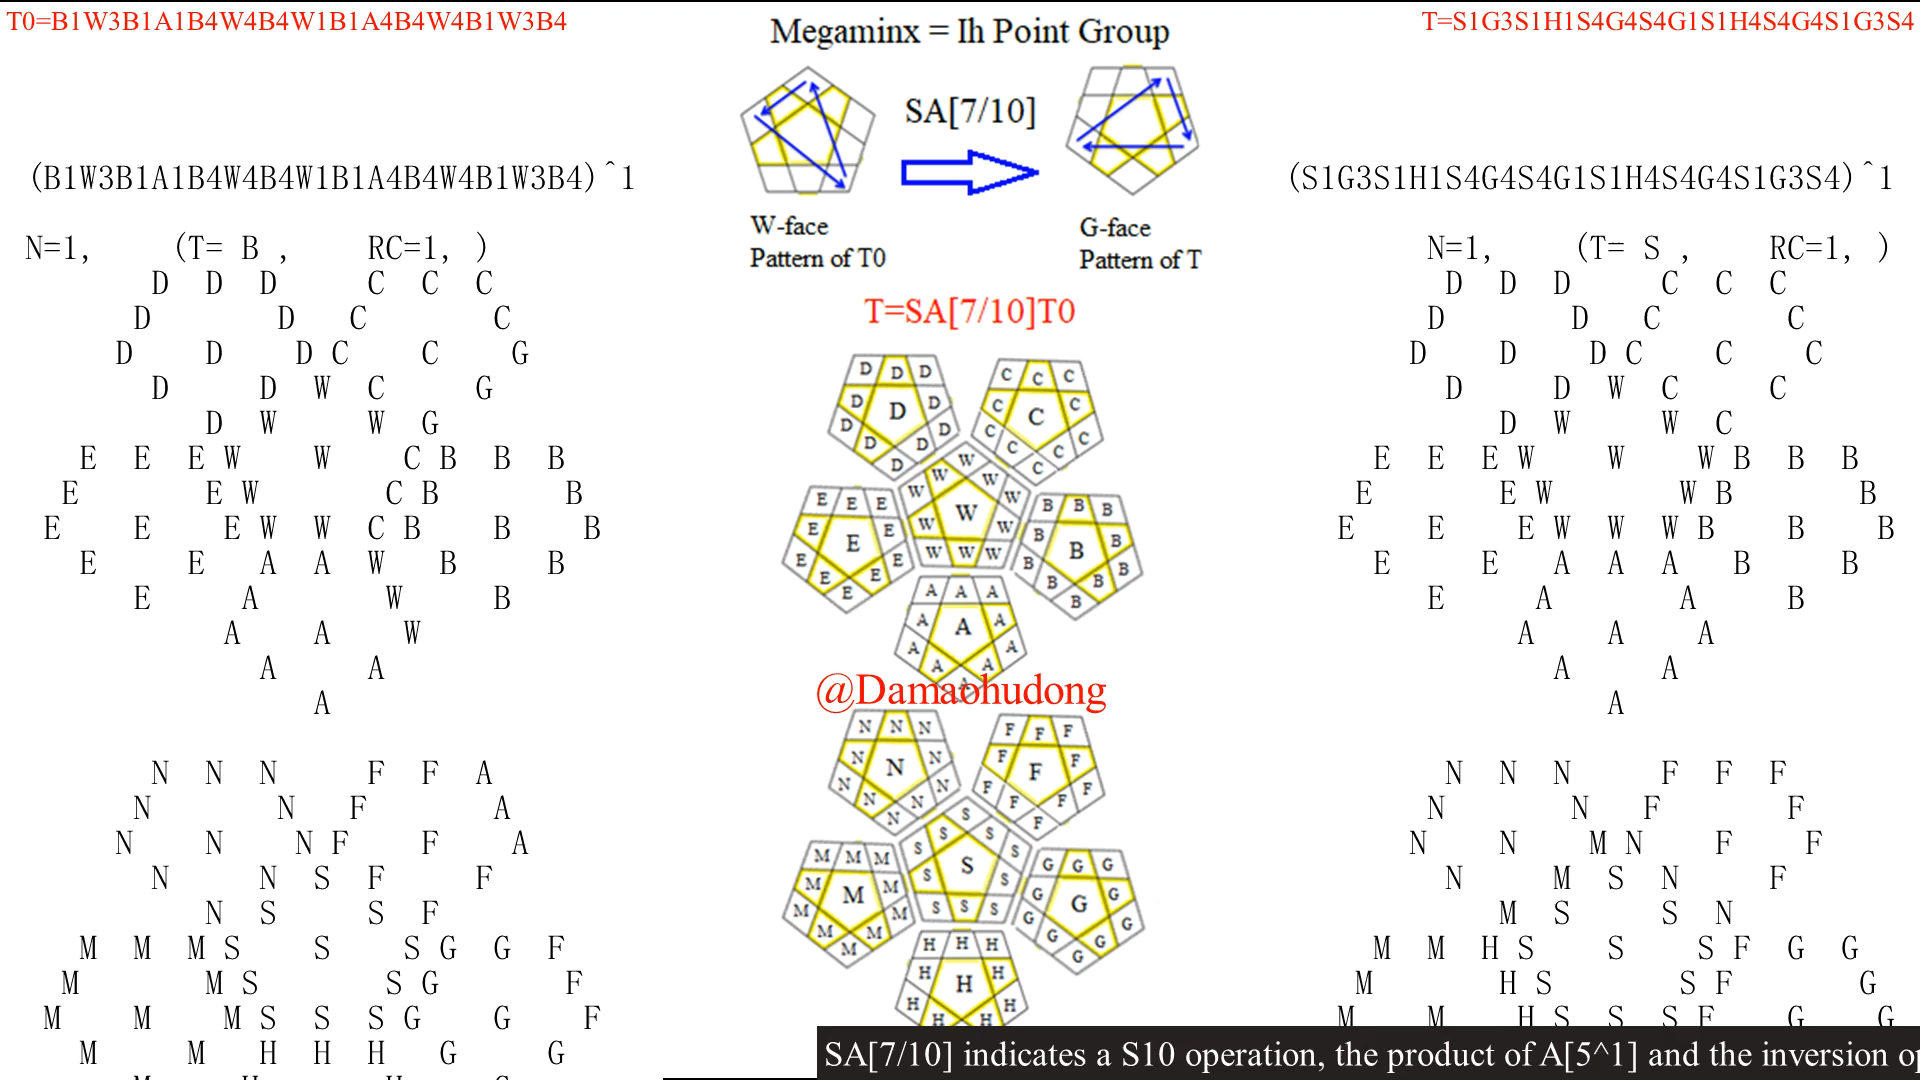 T0=B1W3B1A1B4W4B4W1B1A4B4W4B1W3B4
(B1W3B1A1B4W4B4W1B1A4B4W4B1W3B4)^1
N=1, (T= B , RC=1, )
D D D C C C
D D C C
D D D C C G
D D W C G
D W W G
E E E W W C B B B
E E W C B B
E E E W W C B B B
E E A A W B B
E A W B
A A W
A A
A
N N N F F A
N N F A
N N N F F A
N N S F F
N S S F
M M M S S S G G F
M M S S G F
M M M S S S G G F
M M H H H G G
Megaminx = Ih Point Group
SA[7/10]
W-face
Pattern of T0
G-face
Pattern of T
T=SA[7/10]T0
D D D
D D D
D D
D D
D
C C C
C C C
C C
C C
C
W
W W
W W
W W W
W W W
E E E
E E E
E E
E E
E
B B B
B B B
B B
B B
B
A A A
A A A
A A
A A
A
@Damaohudong
N N N
N N N
N N
N N
N
F F F
F F F
F F
F F
F
S
S S
S S
S S S
S S S
M M M
M M M
M M
M M
M
G G G
G G G
G G
G G
G
H H H
H H H
H H
H H
T=S1G3S1H1S4G4S4G1S1H4S4G4S1G3S4
(S1G3S1H1S4G4S4G1S1H4S4G4S1G3S4)^1
N=1, (T= S , RC=1, )
D D D C C C
D D C C
D D D C C C
D D W C C
D W W C
E E E W W W B B B
E E W W B B
E E E W W W B B B
E E A A A B B
E A A B
A A A
A A
A
N N N F F F
N N F F
N N M N F F
N M S N F
M S S N
M M H S S S F G G
M H S S F G
M M H S S S F G G
SA[7/10] indicates a S10 operation, the product of A[5^1] and the inversion